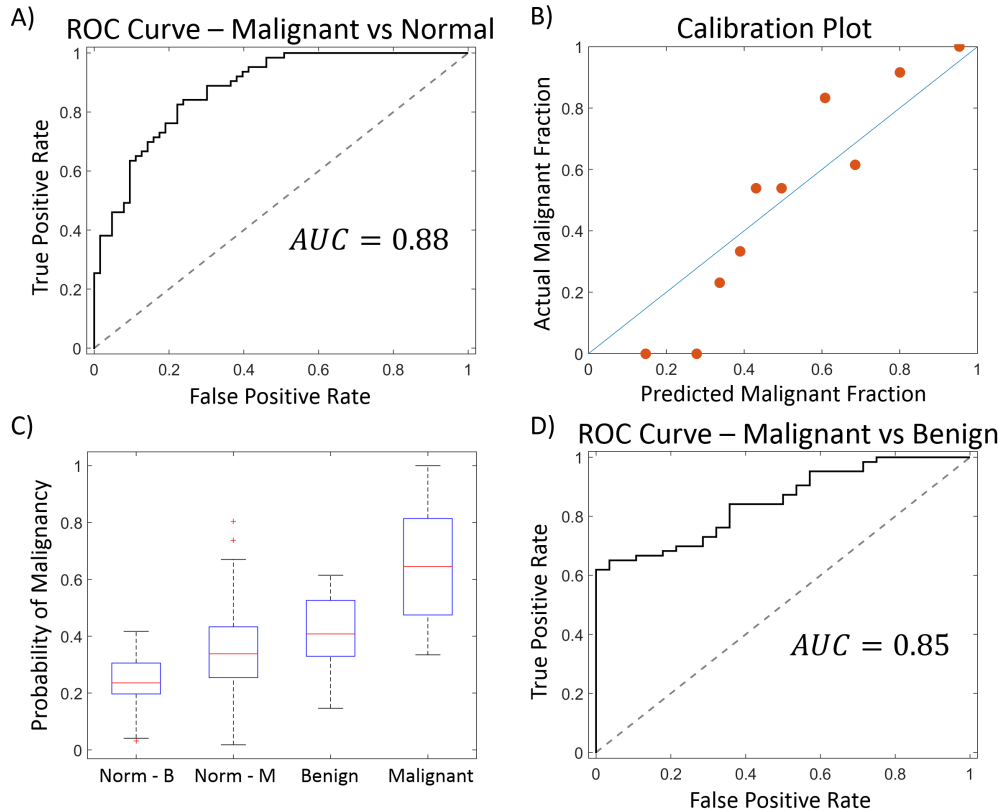 A)
ROC Curve – Malignant vs Normal
1
0.8
0.6
0.4
0.2
0
True Positive Rate
AUC = 0.88
0 0.2 0.4 0.6 0.8 1
False Positive Rate
B)
Calibration Plot
1
0.8
0.6
0.4
0.2
0
Actual Malignant Fraction
0 0.2 0.4 0.6 0.8 1
Predicted Malignant Fraction
C)
1
0.8
0.6
0.4
0.2
0
Probability of Malignancy
Norm - B Norm - M Benign Malignant
D)
ROC Curve – Malignant vs Benign
1
0.8
0.6
0.4
0.2
0
True Positive Rate
AUC = 0.85
0 0.2 0.4 0.6 0.8 1
False Positive Rate